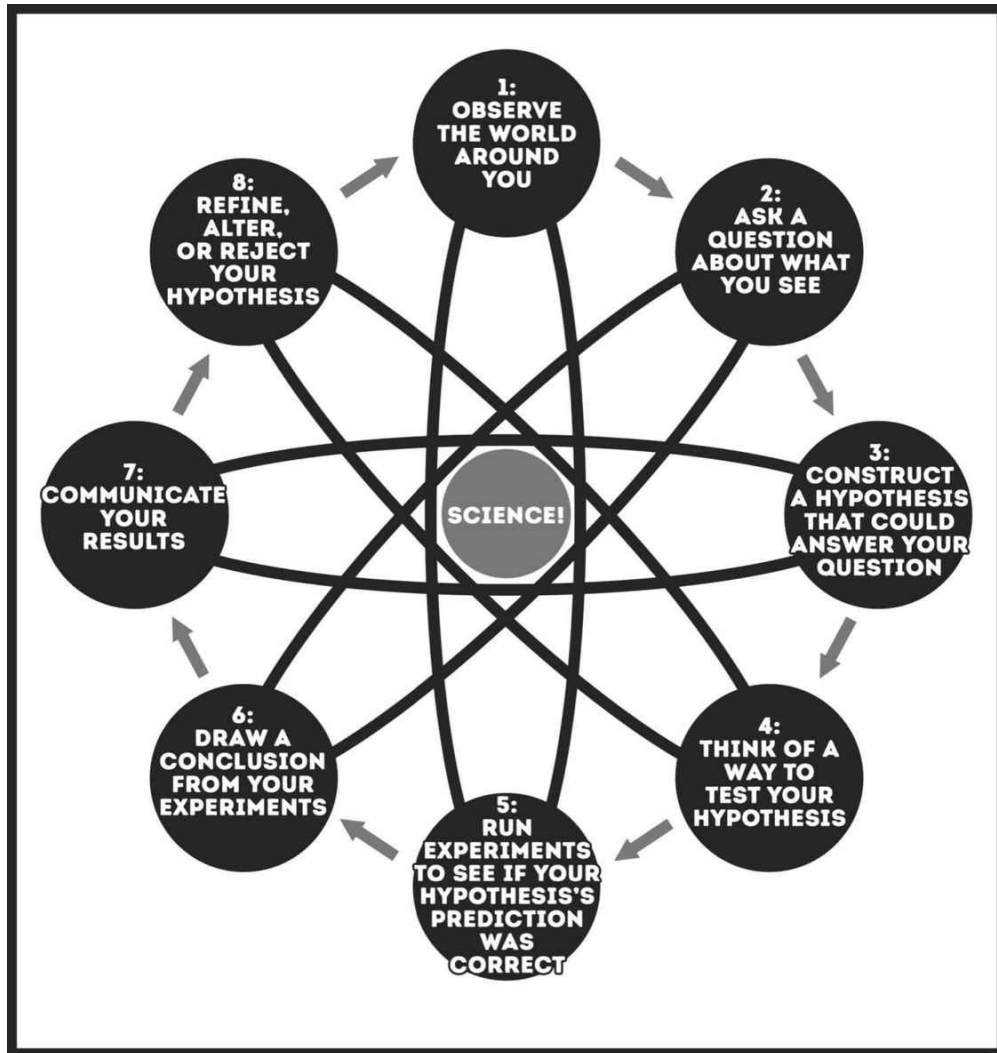 1:
OBSERVE
THE WORLD
AROUND
YOU
2:
ASK A
QUESTION
ABOUT WHAT
YOU SEE
3:
CONSTRUCT
A HYPOTHESIS
THAT COULD
ANSWER YOUR
QUESTION
4:
THINK OF A
WAY TO
TEST YOUR
HYPOTHESIS
5:
RUN
EXPERIMENTS
TO SEE IF YOUR
HYPOTHESIS'S
PREDICTION
WAS
CORRECT
6:
DRAW A
CONCLUSION
FROM YOUR
EXPERIMENTS
7:
COMMUNICATE
YOUR
RESULTS
8:
REFINE,
ALTER,
OR REJECT
YOUR
HYPOTHESIS
SCIENCE!